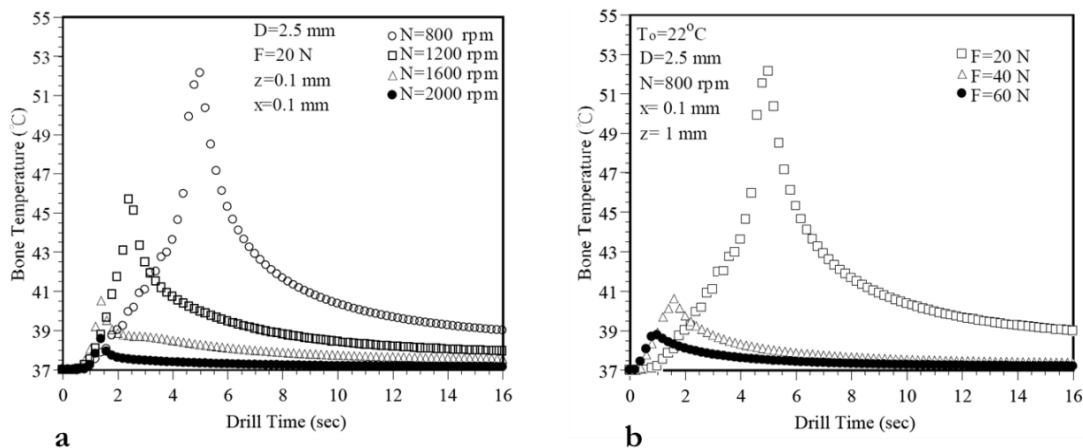 55
53
51
49
47
45
43
41
39
37
Bone Temperature (℃)
D=2.5 mm
F=20 N
z=0.1 mm
x=0.1 mm
N=800 rpm
N=1200 rpm
N=1600 rpm
N=2000 rpm
0 2 4 6 8 10 12 14 16
Drill Time (sec)
a
55
53
51
49
47
45
43
41
39
37
Bone Temperature (℃)
To=22°C
D=2.5 mm
N=800 rpm
x= 0.1 mm
z= 1 mm
F=20 N
F=40 N
F=60 N
0 2 4 6 8 10 12 14 16
Drill Time (sec)
b